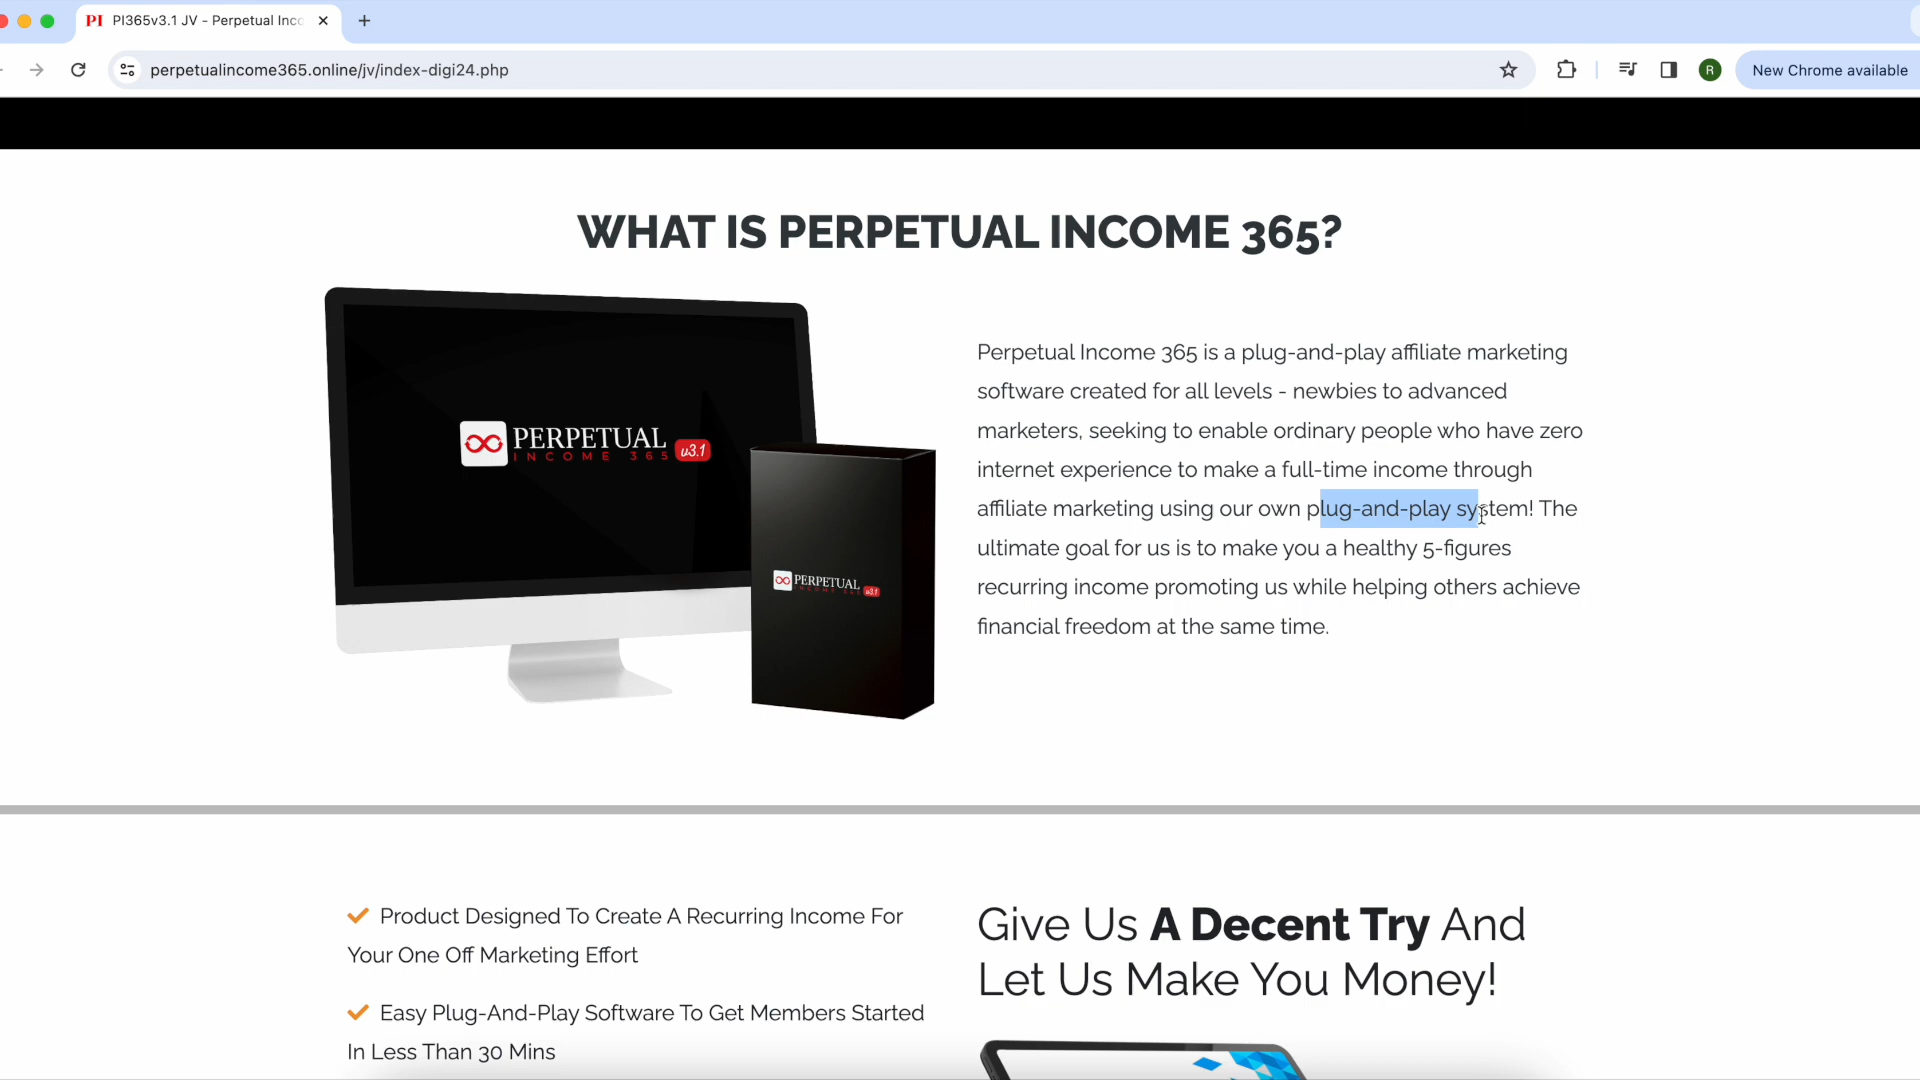 PI PI365v3.1 JV - Perpetual Inco
perpetualincome365.online/jv/index-digi24.php
R
New Chrome available
WHAT IS PERPETUAL INCOME 365?
PERPETUAL
INCOME 365 v3.1
PERPETUAL
INCOME 365 v3.1
Perpetual Income 365 is a plug-and-play affiliate marketing
software created for all levels - newbies to advanced
marketers, seeking to enable ordinary people who have zero
internet experience to make a full-time income through
affiliate marketing using our own plug-and-play system! The
ultimate goal for us is to make you a healthy 5-figures
recurring income promoting us while helping others achieve
financial freedom at the same time.
Product Designed To Create A Recurring Income For
Your One Off Marketing Effort
Easy Plug-And-Play Software To Get Members Started
In Less Than 30 Mins
Give Us A Decent Try And
Let Us Make You Money!